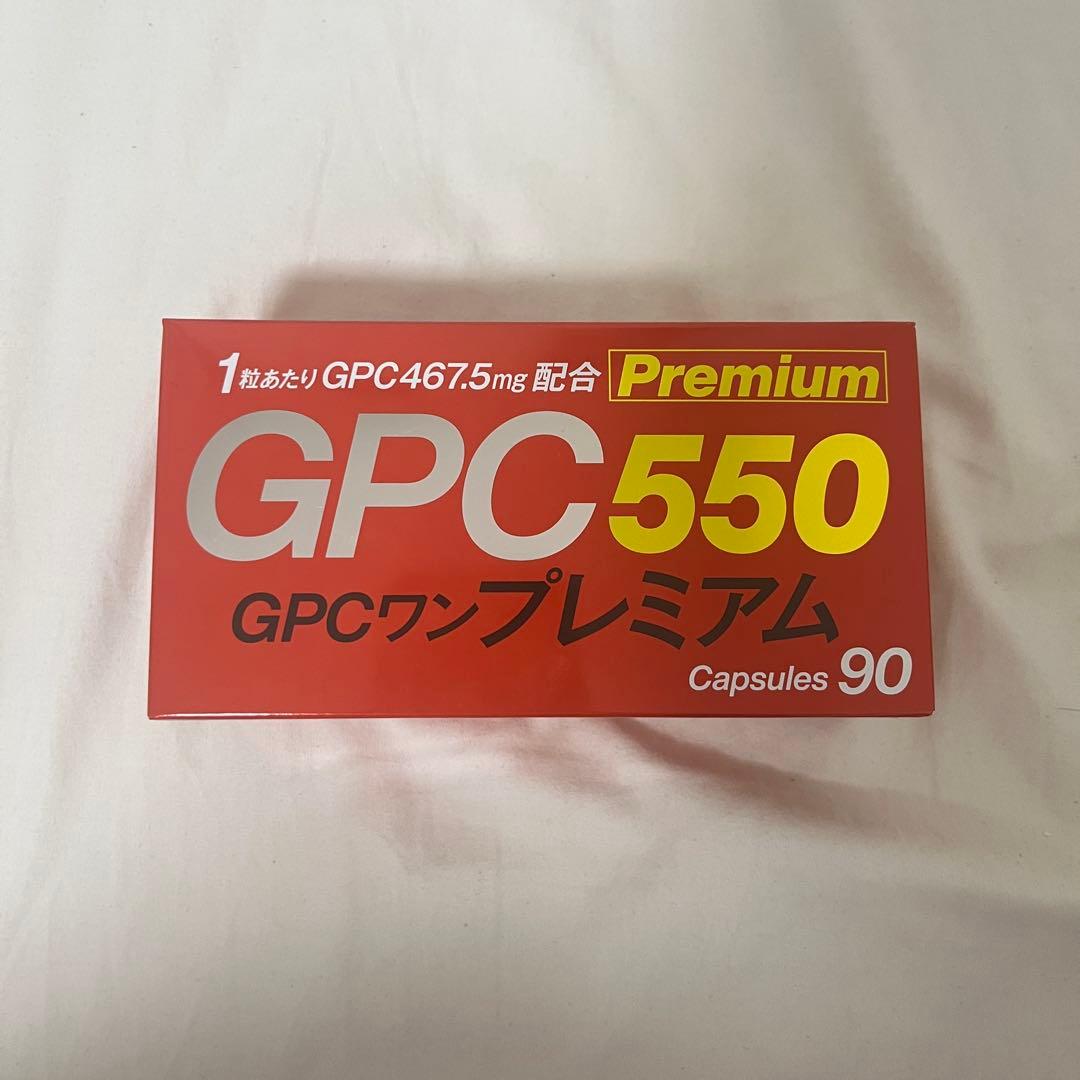 1粒あたりGPC467.5mg配合 Premium
GPC550
GPCワンプレミアム
Capsules 90